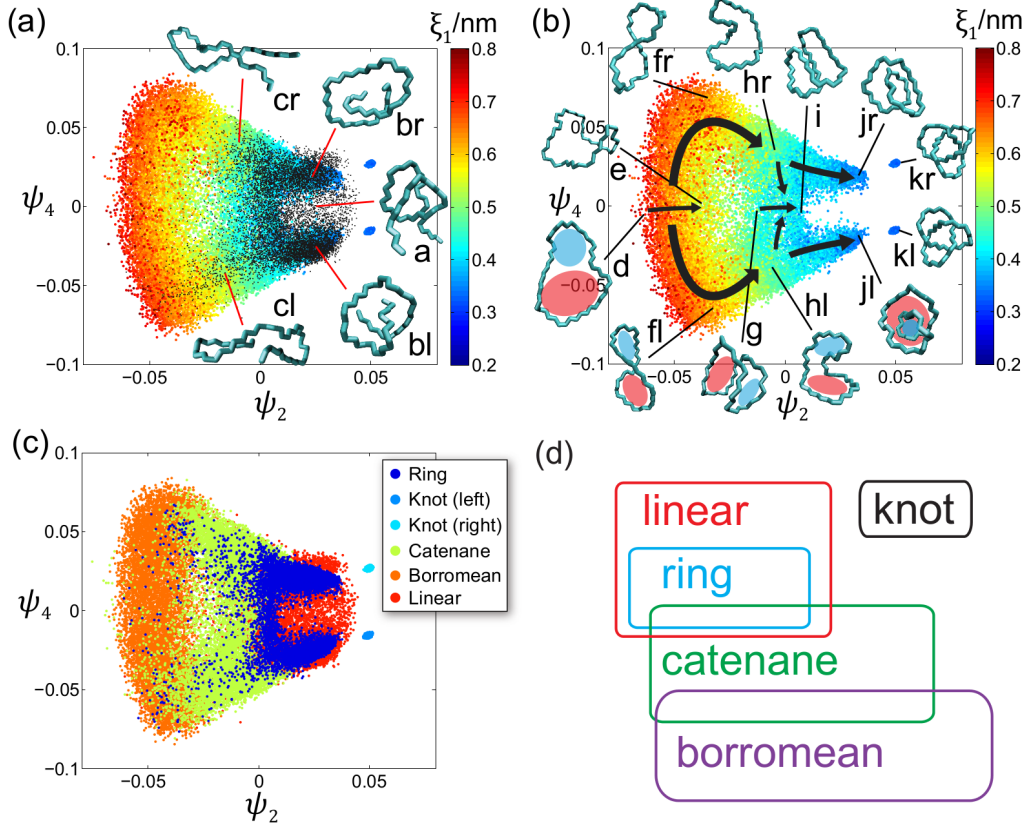 (a)
ξ₁/nm
0.1
0.05
ψ₄
0
−0.05
−0.1
−0.05
0
0.05
ψ₂
cr
br
a
bl
cl
0.8
0.7
0.6
0.5
0.4
0.3
0.2
(b)
ξ₁/nm
0.1
0.05
ψ₄
0
−0.05
−0.1
−0.05
0
0.05
ψ₂
fr
hr
i
jr
kr
e
d
kl
jl
fl
g
hl
0.8
0.7
0.6
0.5
0.4
0.3
0.2
(c)
0.1
0.05
ψ₄
0
−0.05
−0.1
−0.05
0
0.05
ψ₂
Ring
Knot (left)
Knot (right)
Catenane
Borromean
Linear
(d)
linear
knot
ring
catenane
borromean